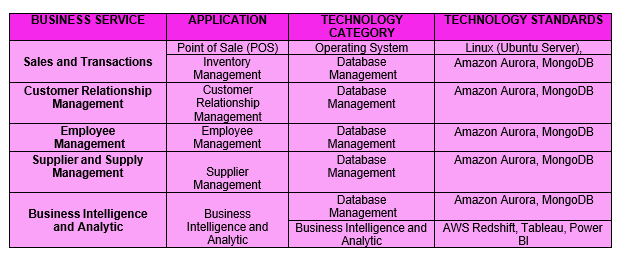 BUSINESS SERVICE APPLICATION TECHNOLOGY CATEGORY TECHNOLOGY STANDARDS
Sales and Transactions
Point of Sale (POS) Operating System Linux (Ubuntu Server),
Inventory Management Database Management Amazon Aurora, MongoDB
Customer Relationship Management Customer Relationship Management Database Management Amazon Aurora, MongoDB
Employee Management Employee Management Database Management Amazon Aurora, MongoDB
Supplier and Supply Management Supplier Management Database Management Amazon Aurora, MongoDB
Business Intelligence and Analytic Business Intelligence and Analytic Database Management Amazon Aurora, MongoDB
Business Intelligence and Analytic AWS Redshift, Tableau, Power BI